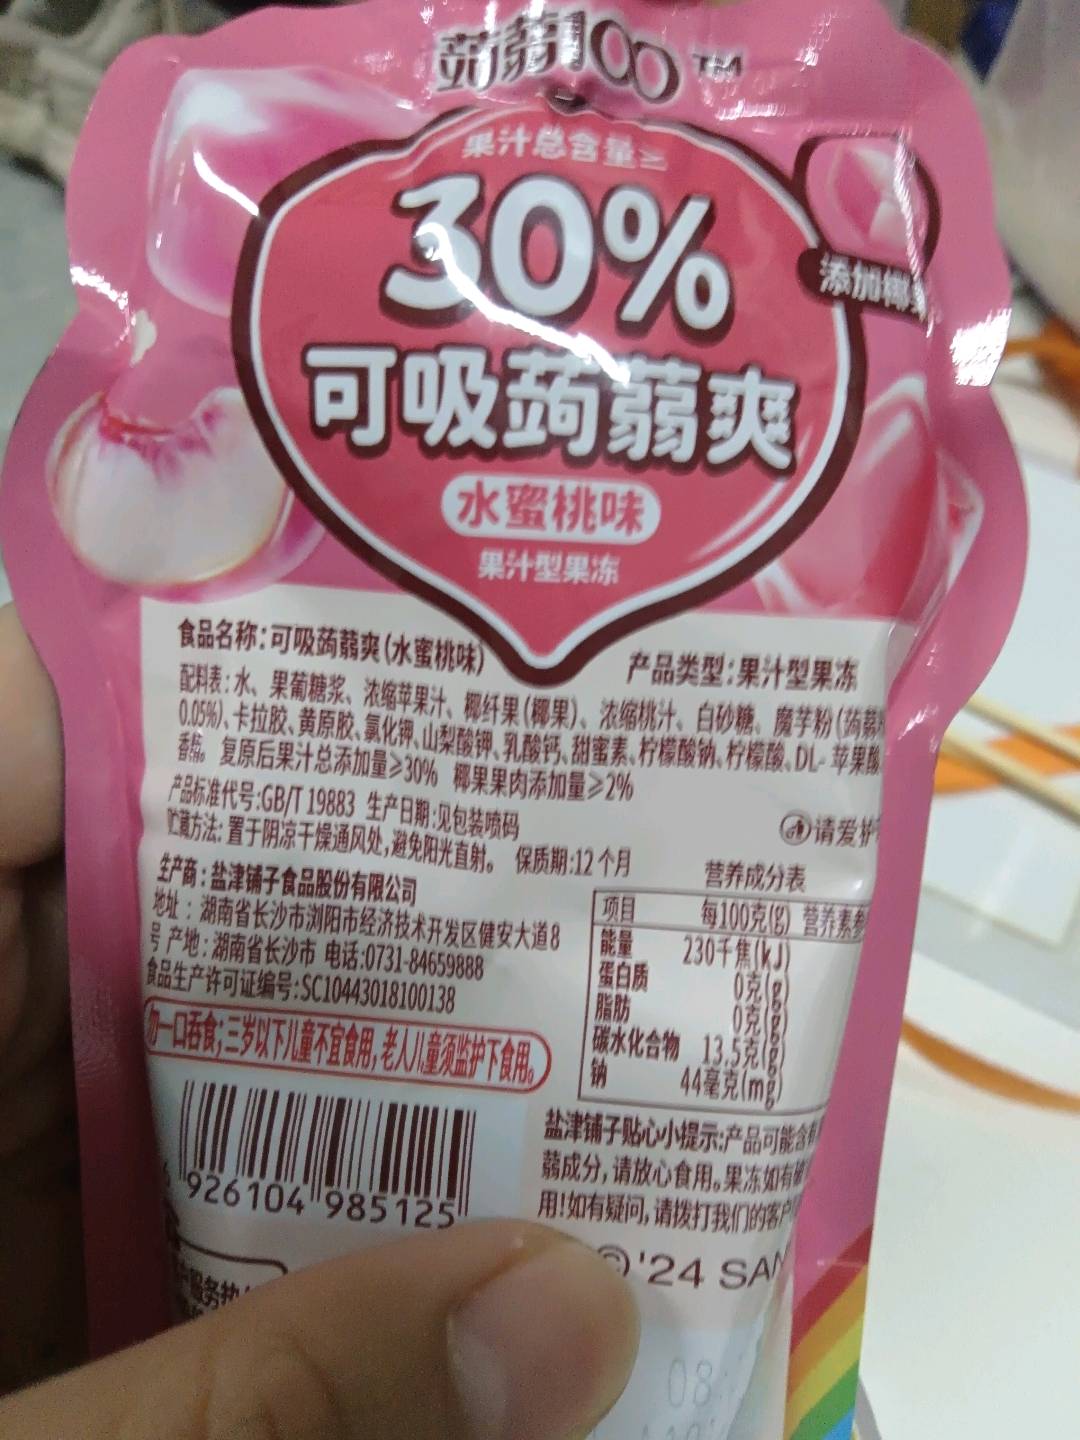 蒟蒻100 TM
果汁总含量≥
30%
添加椰果
可吸蒟蒻爽
水蜜桃味
果汁型果冻
食品名称:可吸蒟蒻爽(水蜜桃味)
产品类型:果汁型果冻
配料表:水、果葡糖浆、浓缩苹果汁、椰纤果(椰果)、浓缩桃汁、白砂糖、魔芋粉(蒟蒻
0.05%)、卡拉胶、黄原胶、氯化钾、山梨酸钾、乳酸钙、甜蜜素、柠檬酸钠、柠檬酸、DL-苹果酸
香精。 复原后果汁总添加量≥30% 椰果果肉添加量≥2%
产品标准代号:GB/T 19883 生产日期:见包装喷码
贮藏方法:置于阴凉干燥通风处,避免阳光直射。 保质期:12个月
请爱护
生产商:盐津铺子食品股份有限公司
地址:湖南省长沙市浏阳市经济技术开发区健安大道8
号 产地:湖南省长沙市 电话:0731-84659888
食品生产许可证编号:SC10443018100138
勿一口吞食;三岁以下儿童不宜食用,老人儿童须监护下食用。
营养成分表
项目 每100克(g) 营养素参
能量 230千焦(kJ)
蛋白质 0克(g)
脂肪 0克(g)
碳水化合物 13.5克(g)
钠 44毫克(mg)
盐津铺子贴心小提示:产品可能含有
蒻成分,请放心食用。果冻如有破
用!如有疑问,请拨打我们的客户
926104 985125
©'24 SAN
服务热
08